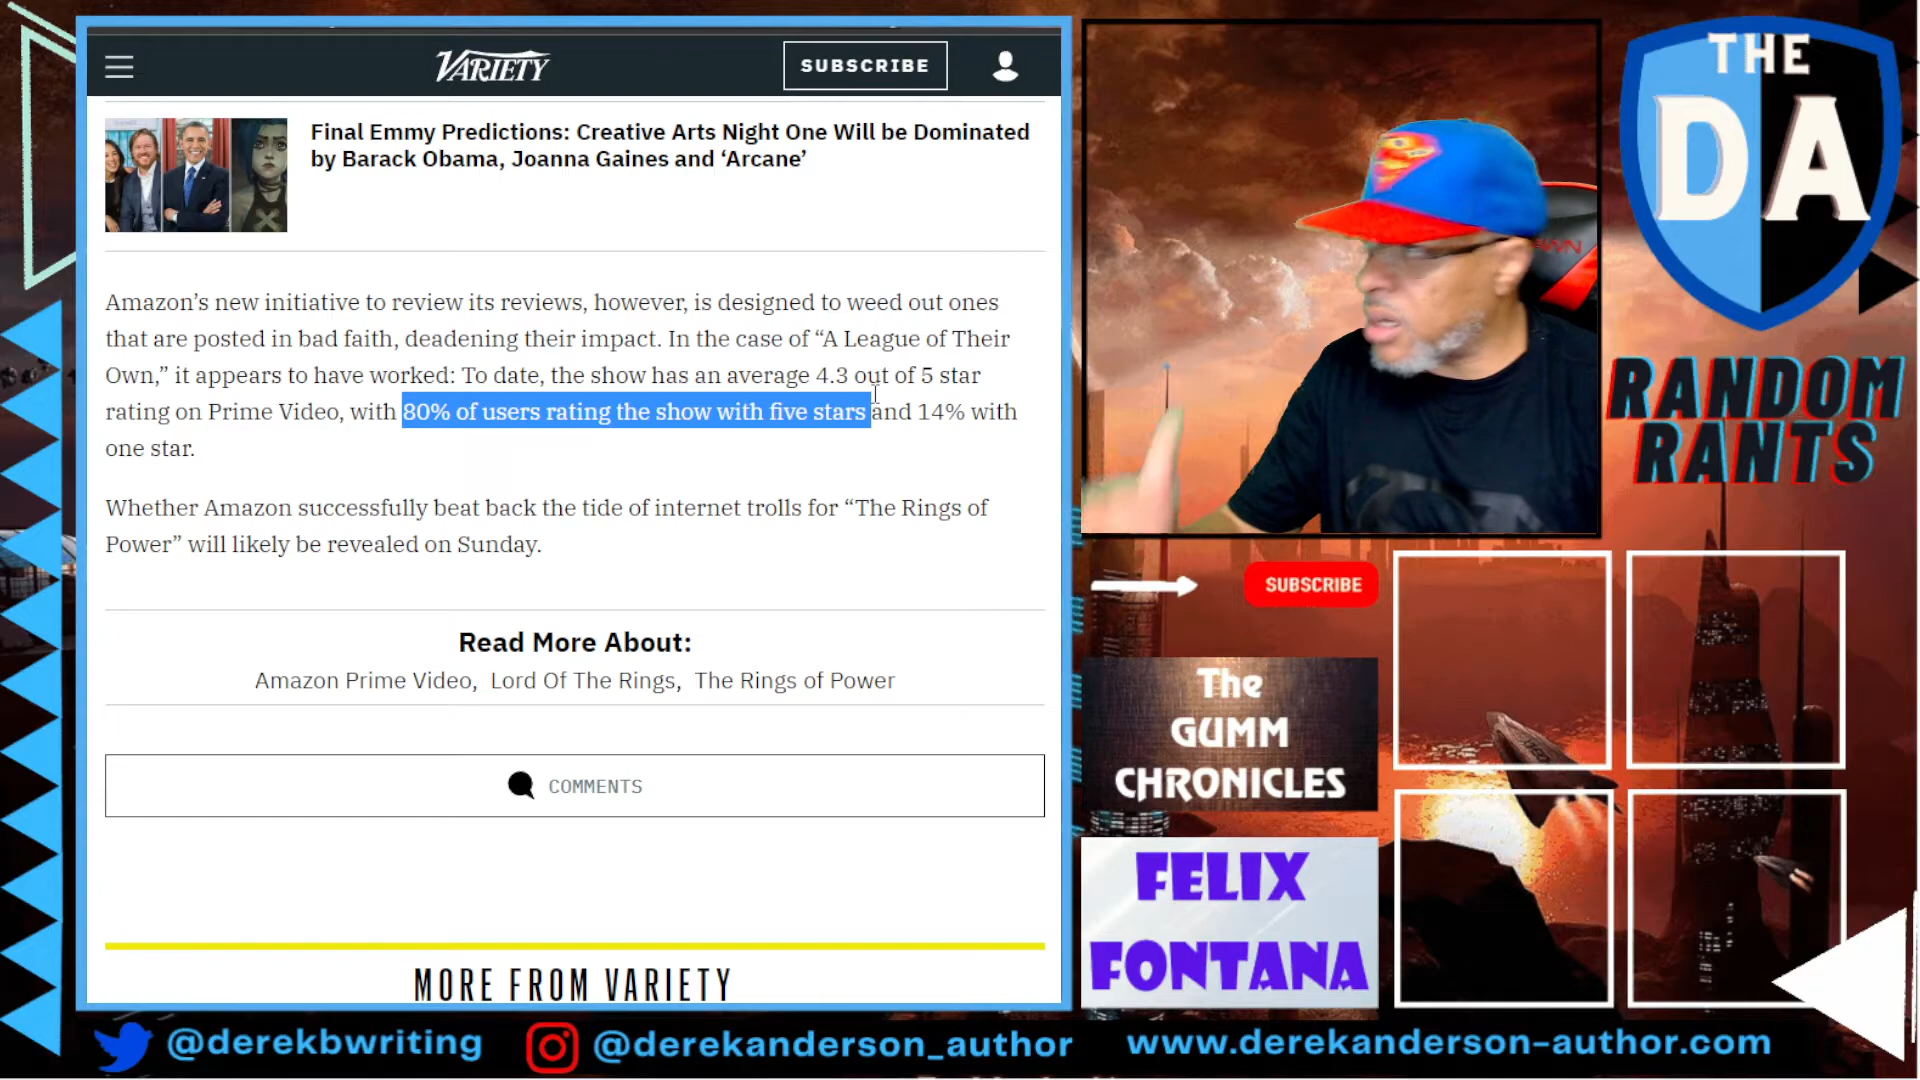 VARIETY
SUBSCRIBE
Final Emmy Predictions: Creative Arts Night One Will be Dominated
by Barack Obama, Joanna Gaines and ‘Arcane’
Amazon’s new initiative to review its reviews, however, is designed to weed out ones
that are posted in bad faith, deadening their impact. In the case of “A League of Their
Own,” it appears to have worked: To date, the show has an average 4.3 out of 5 star
rating on Prime Video, with 80% of users rating the show with five stars and 14% with
one star.
Whether Amazon successfully beat back the tide of internet trolls for “The Rings of
Power” will likely be revealed on Sunday.
Read More About:
Amazon Prime Video, Lord Of The Rings, The Rings of Power
COMMENTS
MORE FROM VARIETY
THE
DA
RANDOM
RANTS
SUBSCRIBE
The
GUMM
CHRONICLES
FELIX
FONTANA
@derekbwriting
@derekanderson_author
www.derekanderson-author.com